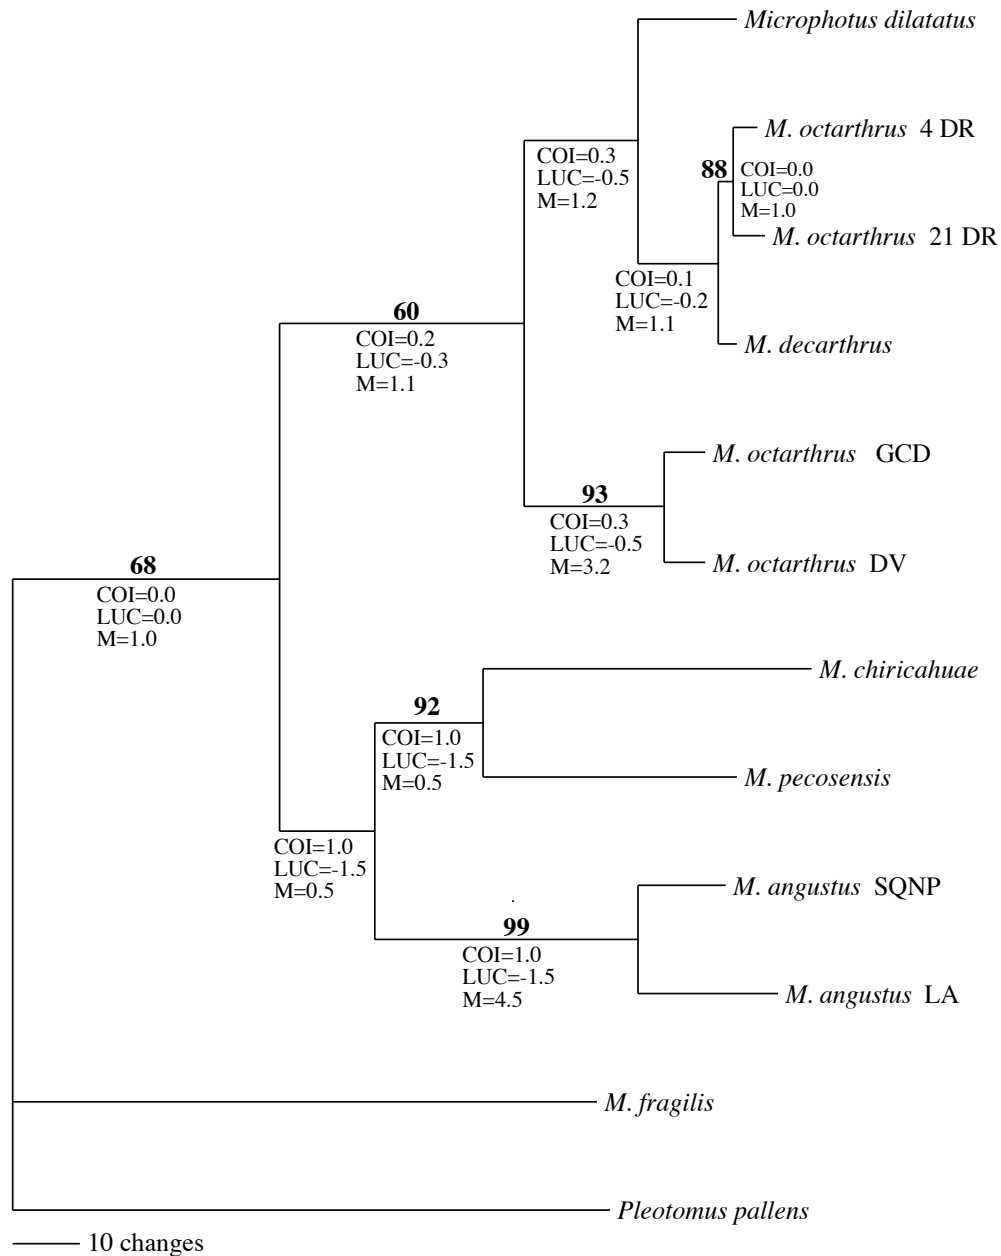 Microphotus dilatatus
M. octarthrus 4 DR
COI=0.3
LUC=-0.5
M=1.2
88
COI=0.0
LUC=0.0
M=1.0
M. octarthrus 21 DR
COI=0.1
LUC=-0.2
M=1.1
60
COI=0.2
LUC=-0.3
M=1.1
M. decarthrus
M. octarthrus GCD
93
COI=0.3
LUC=-0.5
M=3.2
M. octarthrus DV
68
COI=0.0
LUC=0.0
M=1.0
M. chiricahuae
92
COI=1.0
LUC=-1.5
M=0.5
M. pecosensis
COI=1.0
LUC=-1.5
M=0.5
M. angustus SQNP
99
COI=1.0
LUC=-1.5
M=4.5
M. angustus LA
M. fragilis
Pleotomus pallens
10 changes